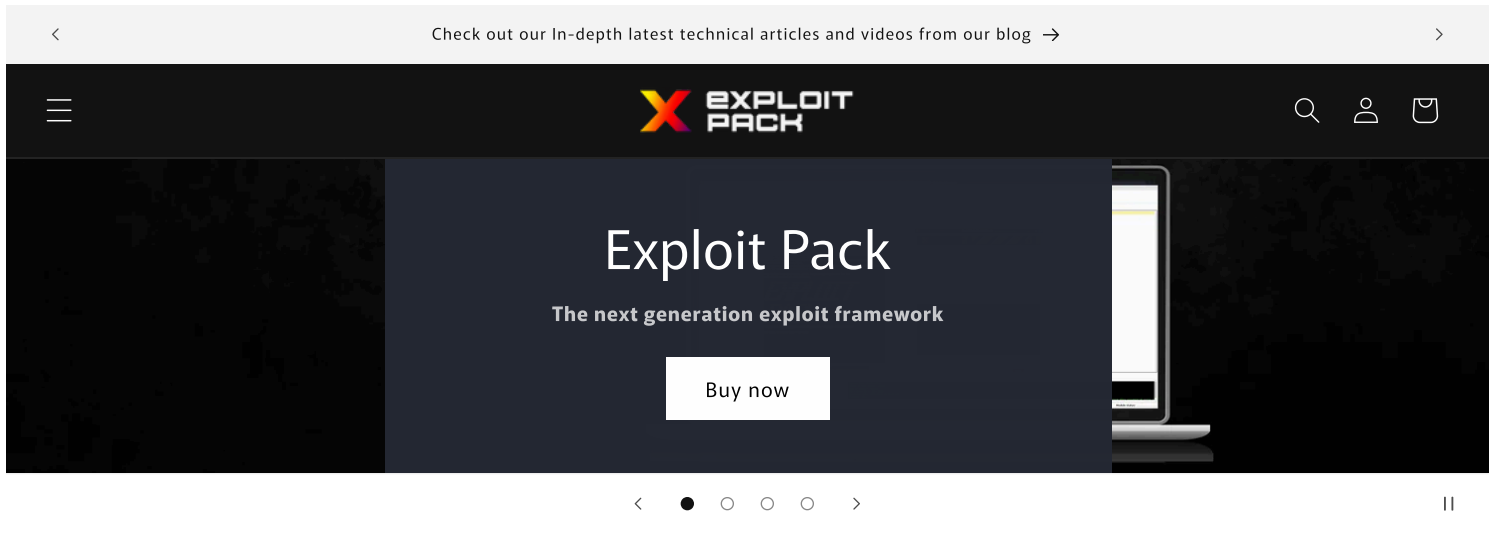 Check out our In-depth latest technical articles and videos from our blog →
EXPLOIT
PACK
Exploit Pack
The next generation exploit framework
Buy now